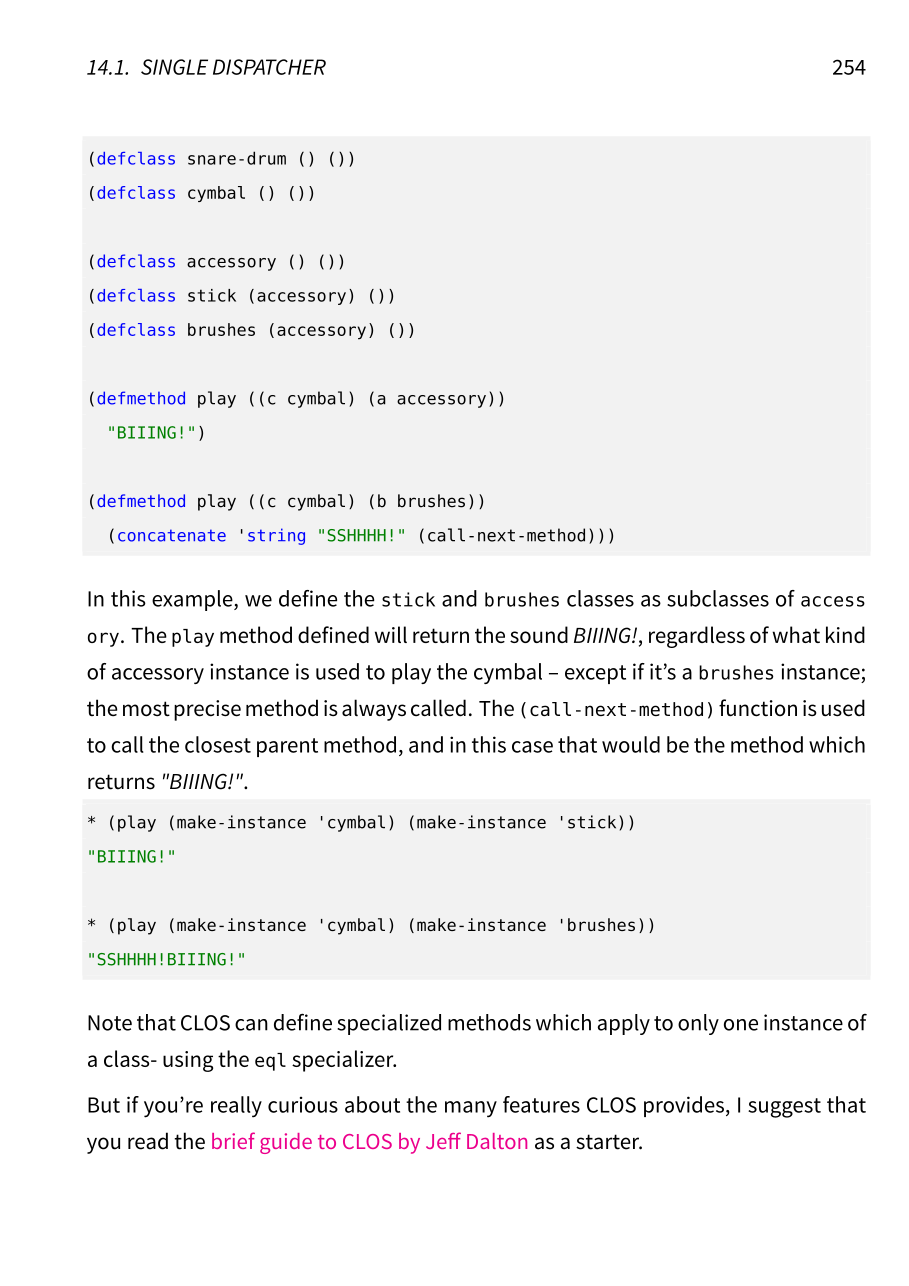 14.1. SINGLE DISPATCHER 254
(defclass snare-drum () ())
(defclass cymbal () ())
(defclass accessory () ())
(defclass stick (accessory) ())
(defclass brushes (accessory) ())
(defmethod play ((c cymbal) (a accessory))
  "BIIING!")
(defmethod play ((c cymbal) (b brushes))
  (concatenate 'string "SSHHHH!" (call-next-method)))
In this example, we define the stick and brushes classes as subclasses of access
ory. The play method defined will return the sound BIIING!, regardless of what kind
of accessory instance is used to play the cymbal – except if it’s a brushes instance;
the most precise method is always called. The (call-next-method) function is used
to call the closest parent method, and in this case that would be the method which
returns "BIIING!".
* (play (make-instance 'cymbal) (make-instance 'stick))
"BIIING!"
* (play (make-instance 'cymbal) (make-instance 'brushes))
"SSHHHH!BIIING!"
Note that CLOS can define specialized methods which apply to only one instance of
a class- using the eql specializer.
But if you’re really curious about the many features CLOS provides, I suggest that
you read the brief guide to CLOS by Jeff Dalton as a starter.